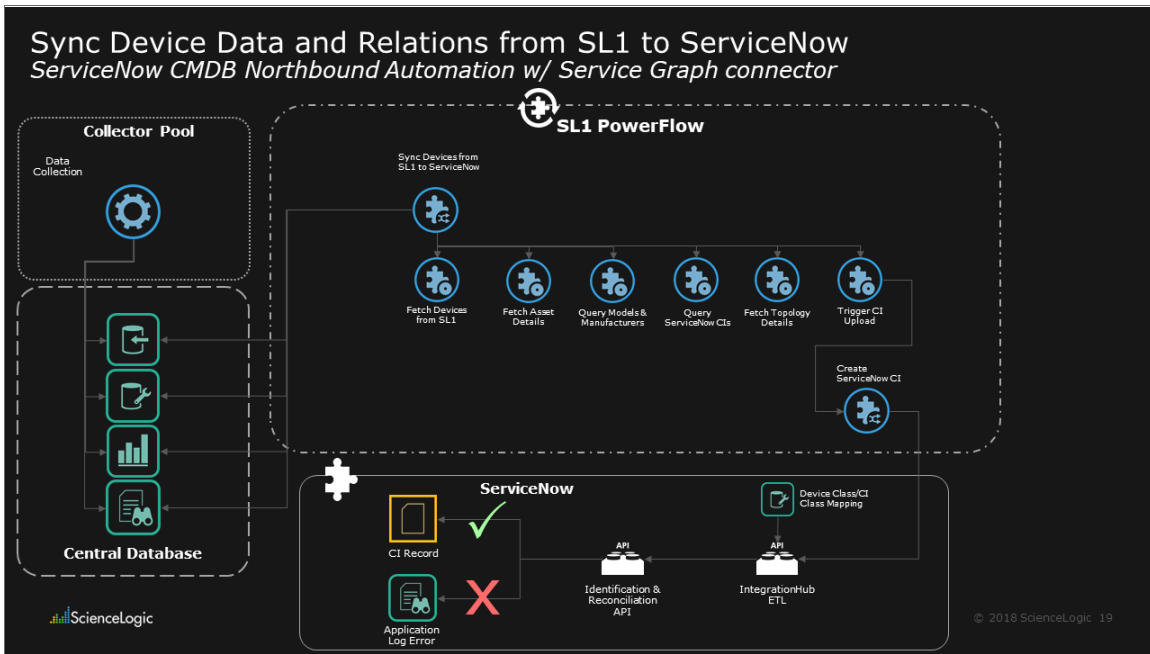 Sync Device Data and Relations from SL1 to ServiceNow
ServiceNow CMDB Northbound Automation w/ Service Graph connector
Collector Pool
Data
Collection
Central Database
SL1 PowerFlow
Sync Devices from
SL1 to ServiceNow
Fetch Devices
from SL1
Fetch Asset
Details
Query Models &
Manufacturers
Query
ServiceNow CIs
Fetch Topology
Details
Trigger CI
Upload
Create
ServiceNow CI
ServiceNow
Device Class/CI
Class Mapping
CI Record
API
Identification &
Reconciliation
API
API
IntegrationHub
ETL
X
Application
Log Error
ScienceLogic
© 2018 ScienceLogic 19